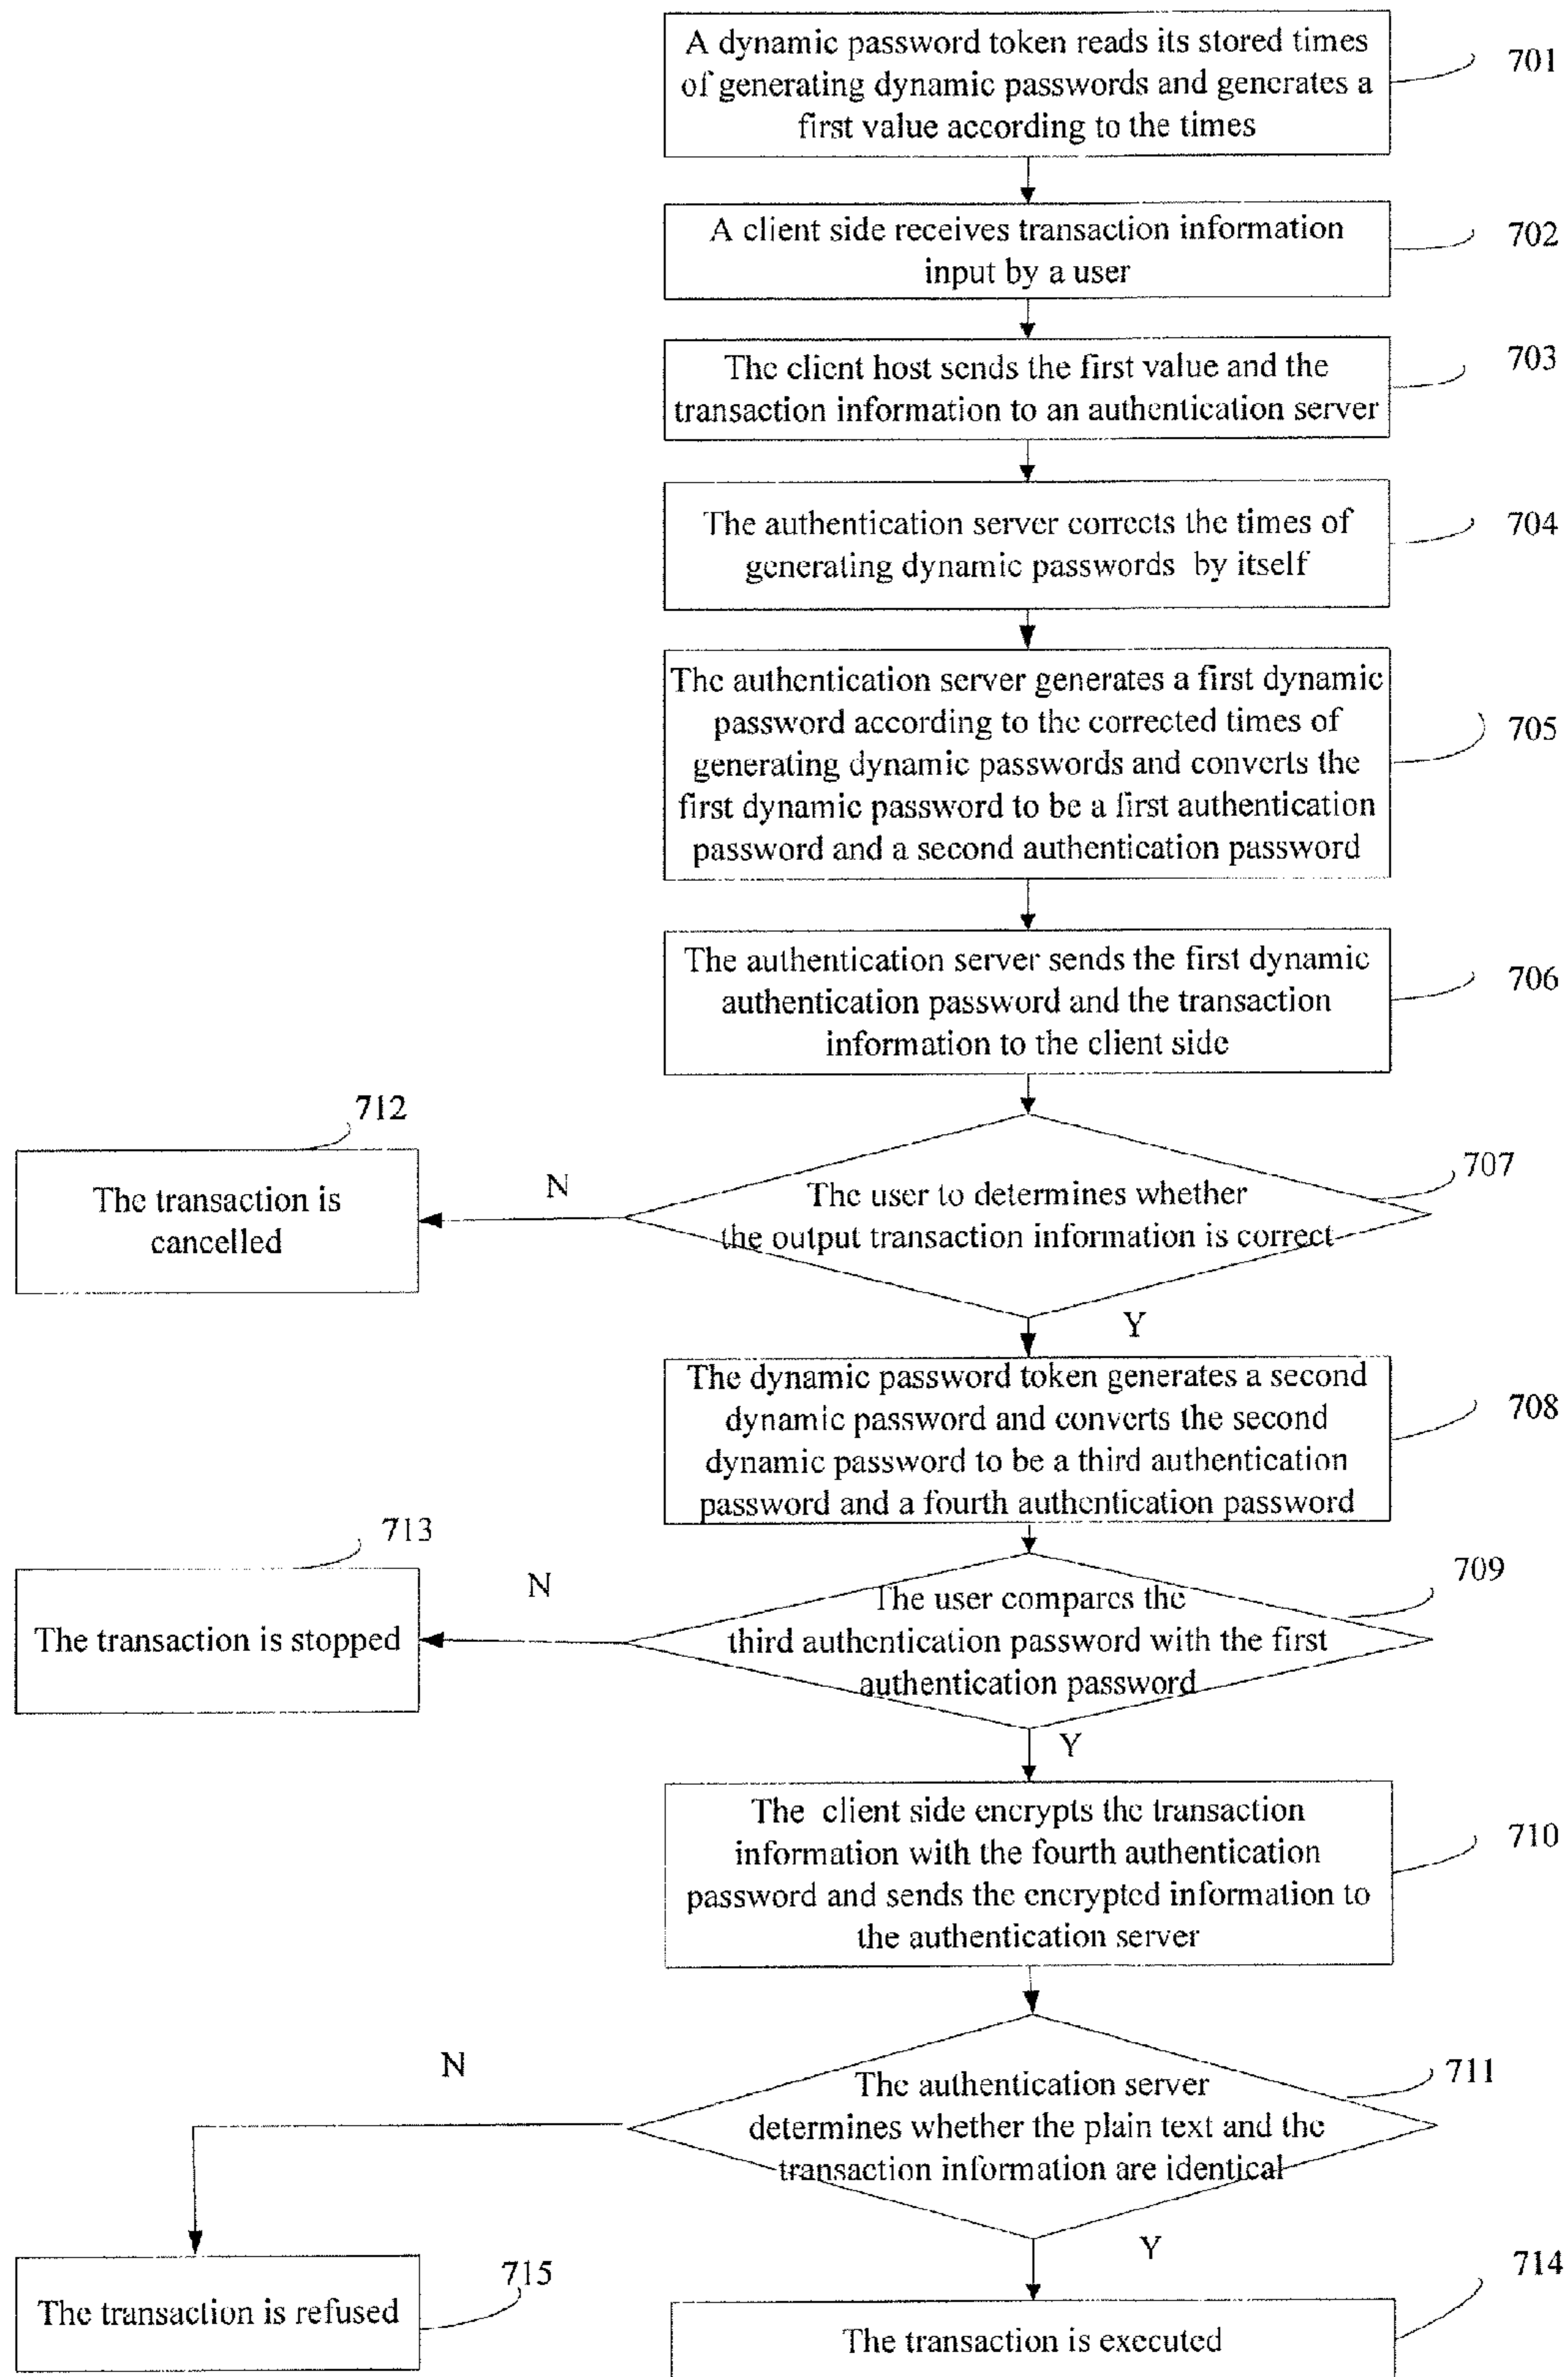 A dynamic password token reads its stored times
of generating dynamic passwords and generates a
first value according to the times
701
A client side receives transaction information
input by a user
702
The client host sends the first value and the
transaction information to an authentication server
703
The authentication server corrects the times of
generating dynamic passwords by itself
704
The authentication server generates a first dynamic
password according to the corrected times of
generating dynamic passwords and converts the
first dynamic password to be a first authentication
password and a second authentication password
705
The authentication server sends the first dynamic
authentication password and the transaction
information to the client side
706
712
The transaction is
cancelled
N
The user to determines whether
the output transaction information is correct
707
Y
The dynamic password token generates a second
dynamic password and converts the second
dynamic password to be a third authentication
password and a fourth authentication password
708
713
The transaction is stopped
N
The user compares the
third authentication password with the first
authentication password
709
Y
The client side encrypts the transaction
information with the fourth authentication
password and sends the encrypted information to
the authentication server
710
N
The authentication server
determines whether the plain text and the
transaction information are identical
711
Y
715
The transaction is refused
714
The transaction is executed